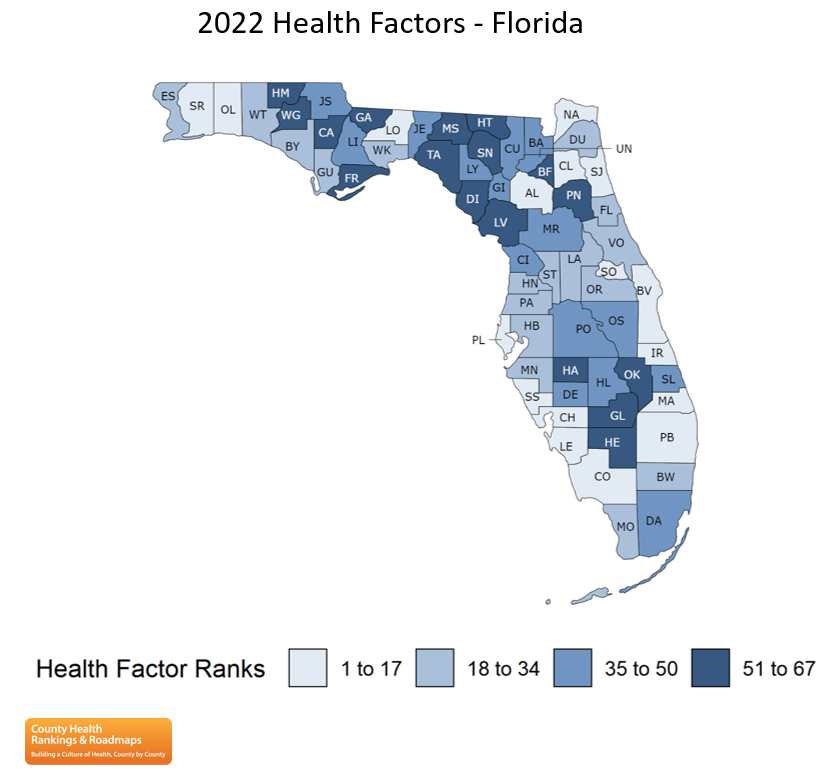 2022 Health Factors - Florida
ES
SR
OL
WT
HM
WG
JS
BY
CA
LI
GU
FR
GA
LO
WK
JE
MS
HT
TA
SN
CU
BA
NA
DU
UN
LY
BF
CL
SJ
DI
GI
AL
PN
FL
LV
MR
VO
CI
ST
LA
SO
HN
OR
BV
PA
PL
HB
PO
OS
IR
MN
HA
HL
OK
SL
SS
DE
MA
CH
GL
LE
HE
PB
CO
BW
MO
DA
Health Factor Ranks 1 to 17 18 to 34 35 to 50 51 to 67
County Health
Rankings & Roadmaps
Building a Culture of Health, County by County